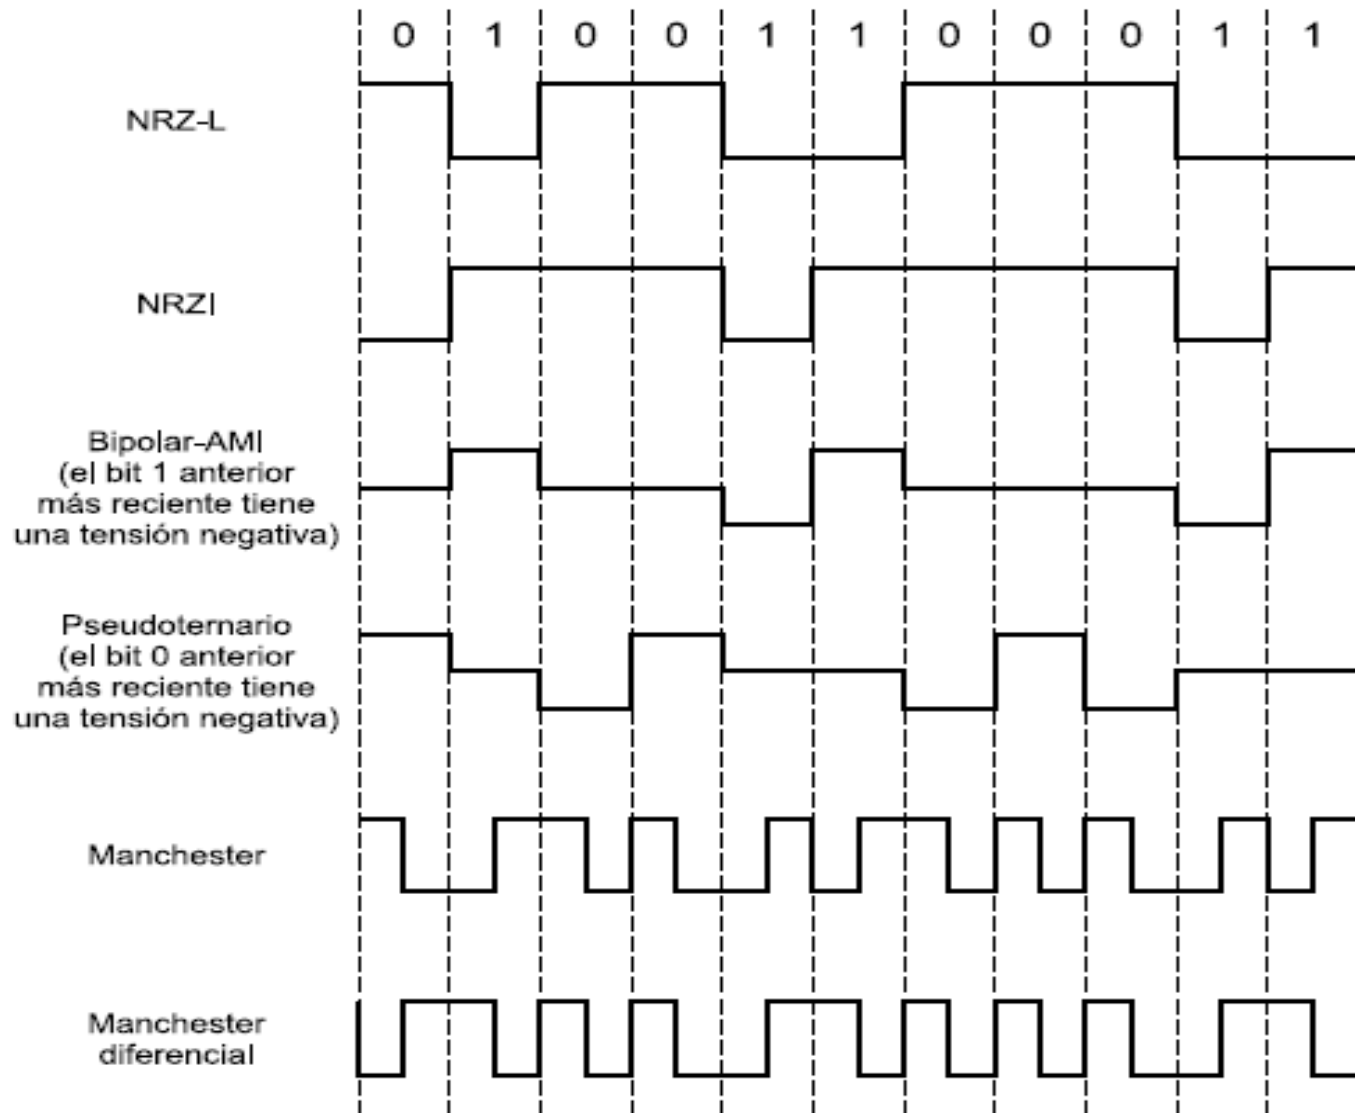 0 1 0 0 1 1 0 0 0 1 1
NRZ-L
NRZI
Bipolar-AMI
(el bit 1 anterior
más reciente tiene
una tensión negativa)
Pseudoternario
(el bit 0 anterior
más reciente tiene
una tensión negativa)
Manchester
Manchester
diferencial